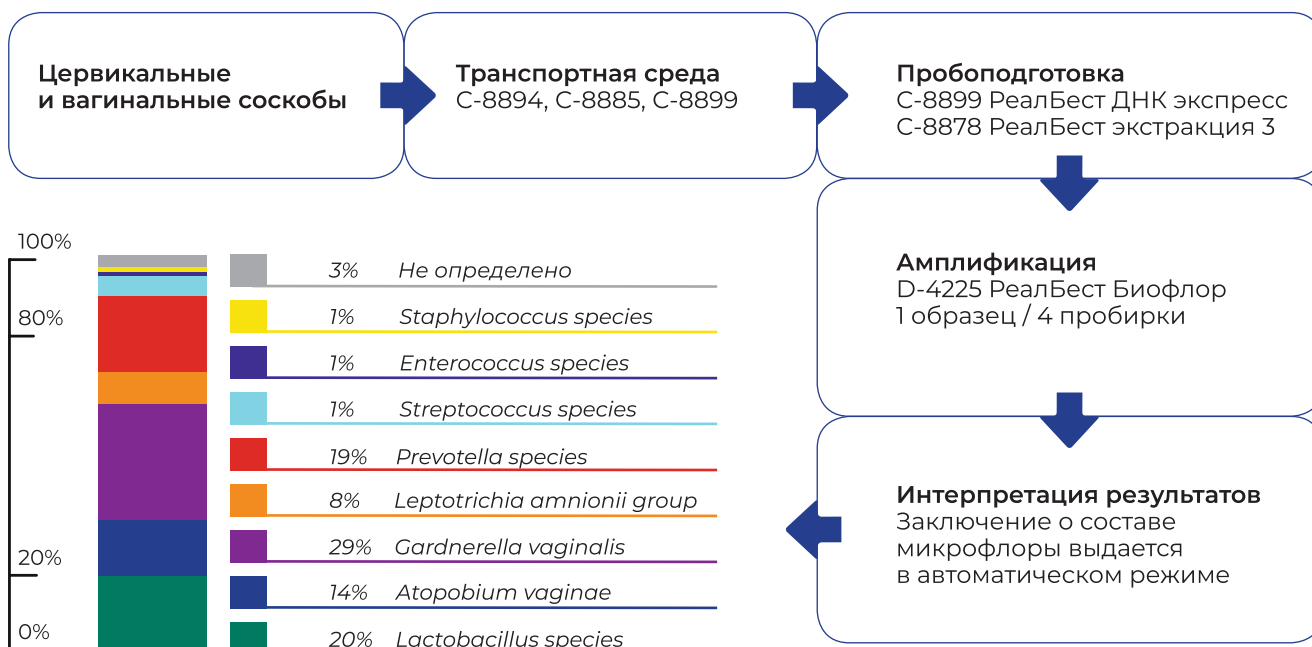 Цервикальные
и вагинальные соскобы
Транспортная среда
С-8894, С-8885, С-8899
Пробоподготовка
С-8899 РеалБест ДНК экспресс
С-8878 РеалБест экстракция 3
Амплификация
D-4225 РеалБест Биофлор
1 образец / 4 пробирки
Интерпретация результатов
Заключение о составе
микрофлоры выдается
в автоматическом режиме
100%
80%
20%
0%
3% Не определено
1% Staphylococcus species
1% Enterococcus species
1% Streptococcus species
19% Prevotella species
8% Leptotrichia amnionii group
29% Gardnerella vaginalis
14% Atopobium vaginae
20% Lactobacillus species